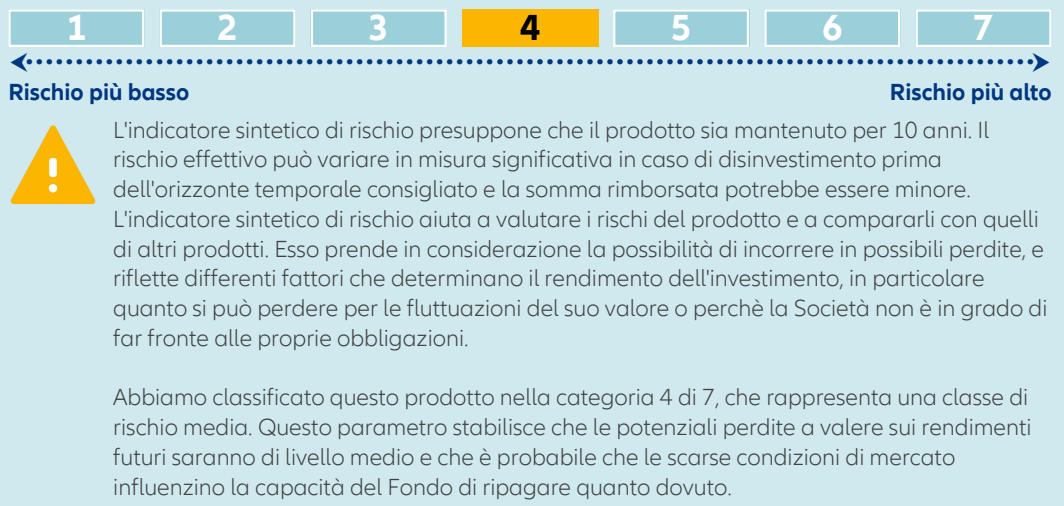 1 2 3 4 5 6 7
Rischio più basso Rischio più alto
L'indicatore sintetico di rischio presuppone che il prodotto sia mantenuto per 10 anni. Il
rischio effettivo può variare in misura significativa in caso di disinvestimento prima
dell'orizzonte temporale consigliato e la somma rimborsata potrebbe essere minore.
L'indicatore sintetico di rischio aiuta a valutare i rischi del prodotto e a compararli con quelli
di altri prodotti. Esso prende in considerazione la possibilità di incorrere in possibili perdite, e
riflette differenti fattori che determinano il rendimento dell'investimento, in particolare
quanto si può perdere per le fluttuazioni del suo valore o perchè la Società non è in grado di
far fronte alle proprie obbligazioni.
Abbiamo classificato questo prodotto nella categoria 4 di 7, che rappresenta una classe di
rischio media. Questo parametro stabilisce che le potenziali perdite a valere sui rendimenti
futuri saranno di livello medio e che è probabile che le scarse condizioni di mercato
influenzino la capacità del Fondo di ripagare quanto dovuto.